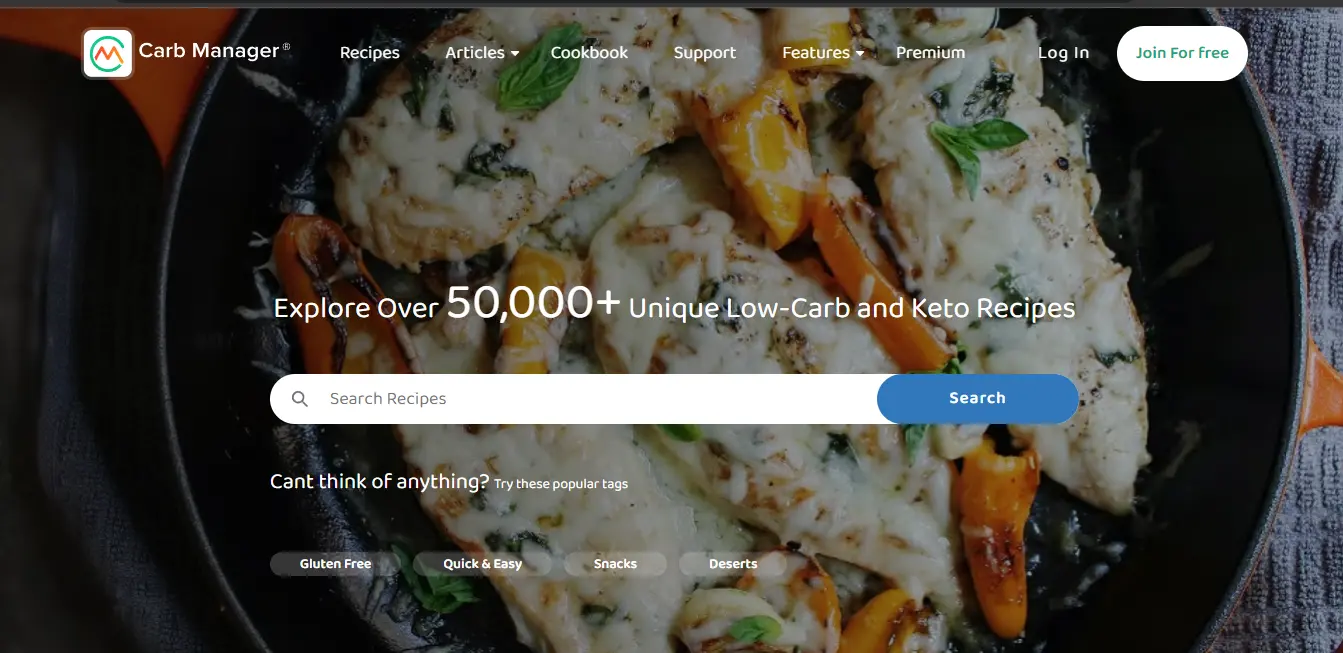 Carb Manager® Recipes Articles Cookbook Support Features Premium Log In Join For free
Explore Over 50,000+ Unique Low-Carb and Keto Recipes
Search Recipes Search
Cant think of anything? Try these popular tags
Gluten Free Quick & Easy Snacks Deserts